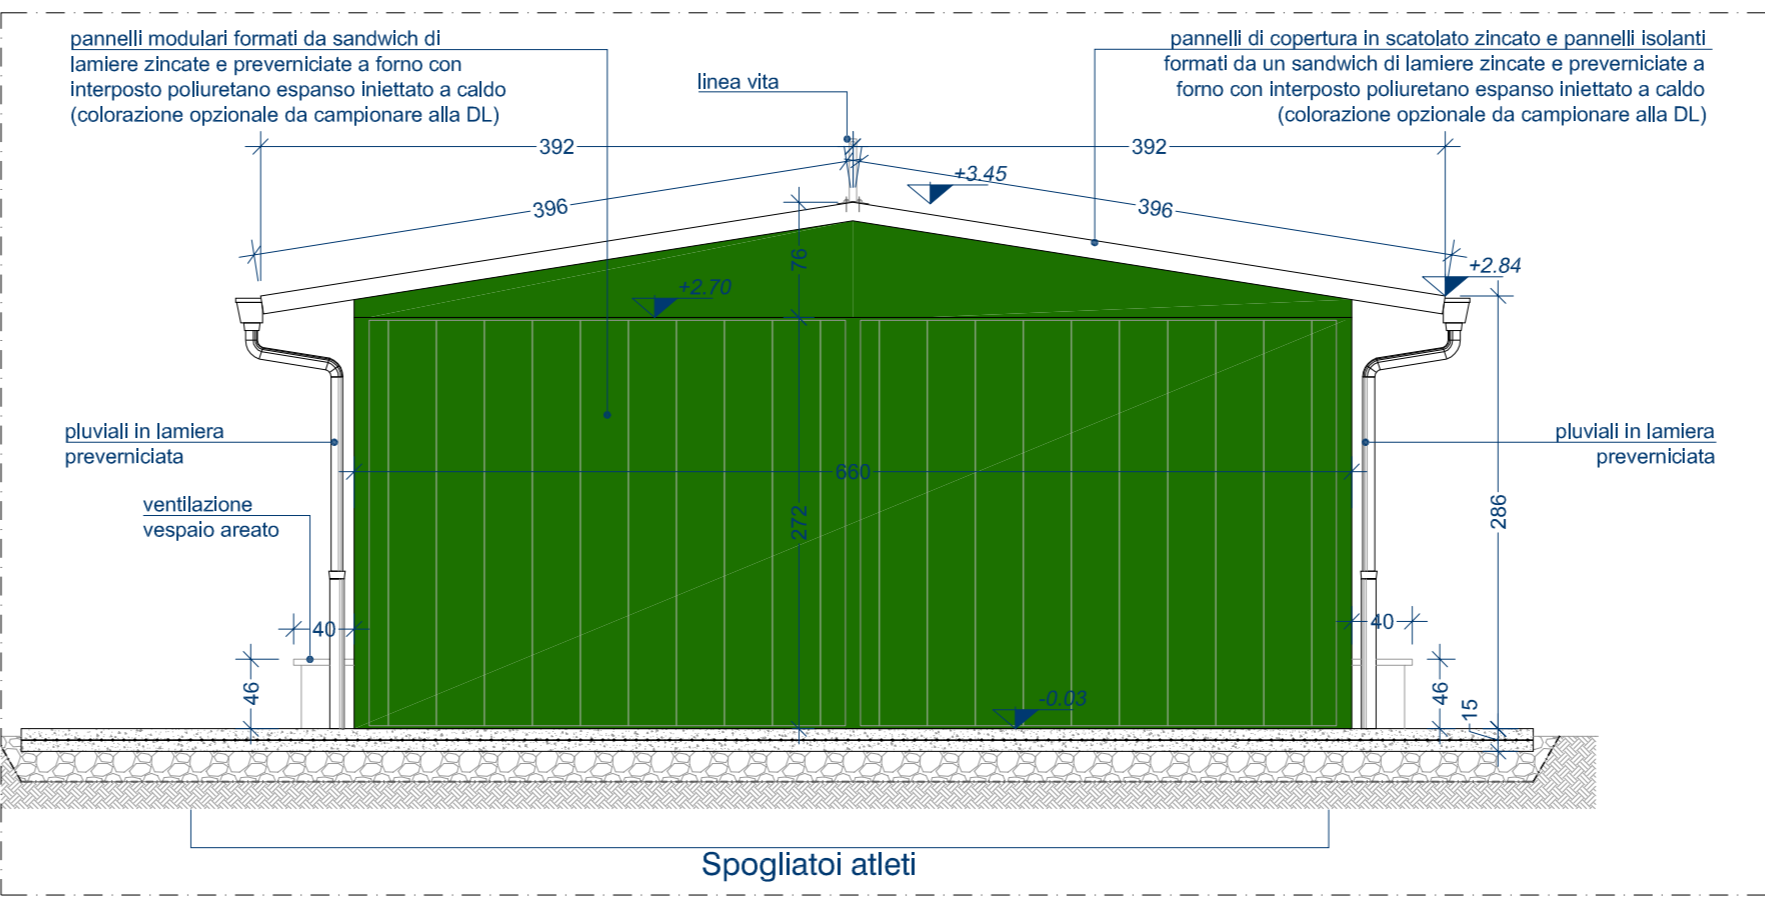 pannelli modulari formati da sandwich di
lamiere zincate e preverniciate a forno con
interposto poliuretano espanso iniettato a caldo
(colorazione opzionale da campionare alla DL)
linea vita
pannelli di copertura in scatolato zincato e pannelli isolanti
formati da un sandwich di lamiere zincate e preverniciate a
forno con interposto poliuretano espanso iniettato a caldo
(colorazione opzionale da campionare alla DL)
392
392
+3.45
396
396
76
+2.70
+2.84
pluviali in lamiera
preverniciata
pluviali in lamiera
preverniciata
660
ventilazione
vespaio areato
272
286
40
40
46
46
15
-0.03
Spogliatoi atleti